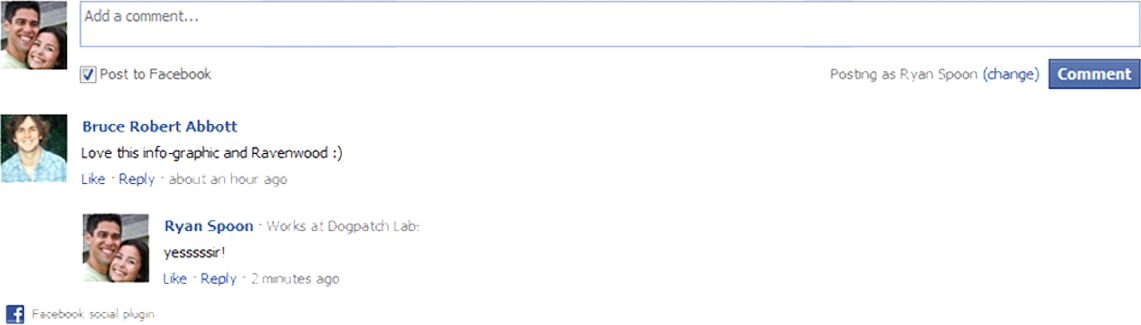 Add a comment...
Post to Facebook
Posting as Ryan Spoon (change) Comment
Bruce Robert Abbott
Love this info-graphic and Ravenwood :)
Like · Reply · about an hour ago
Ryan Spoon · Works at Dogpatch Lab:
yesssssir!
Like · Reply · 2 minutes ago
Facebook social plugin